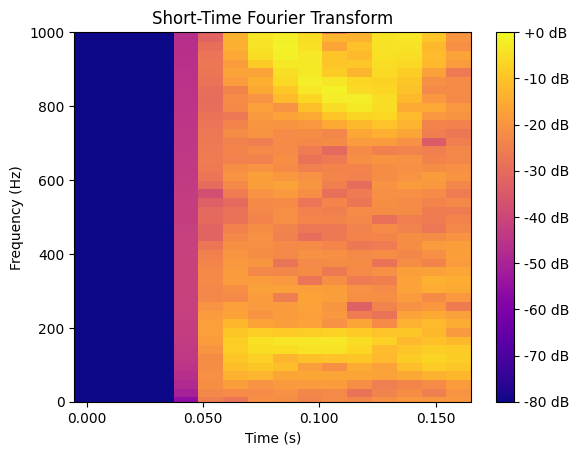 Short-Time Fourier Transform
1000
800
600
400
200
0
Frequency (Hz)
0.000
0.050
0.100
0.150
Time (s)
+0 dB
-10 dB
-20 dB
-30 dB
-40 dB
-50 dB
-60 dB
-70 dB
-80 dB